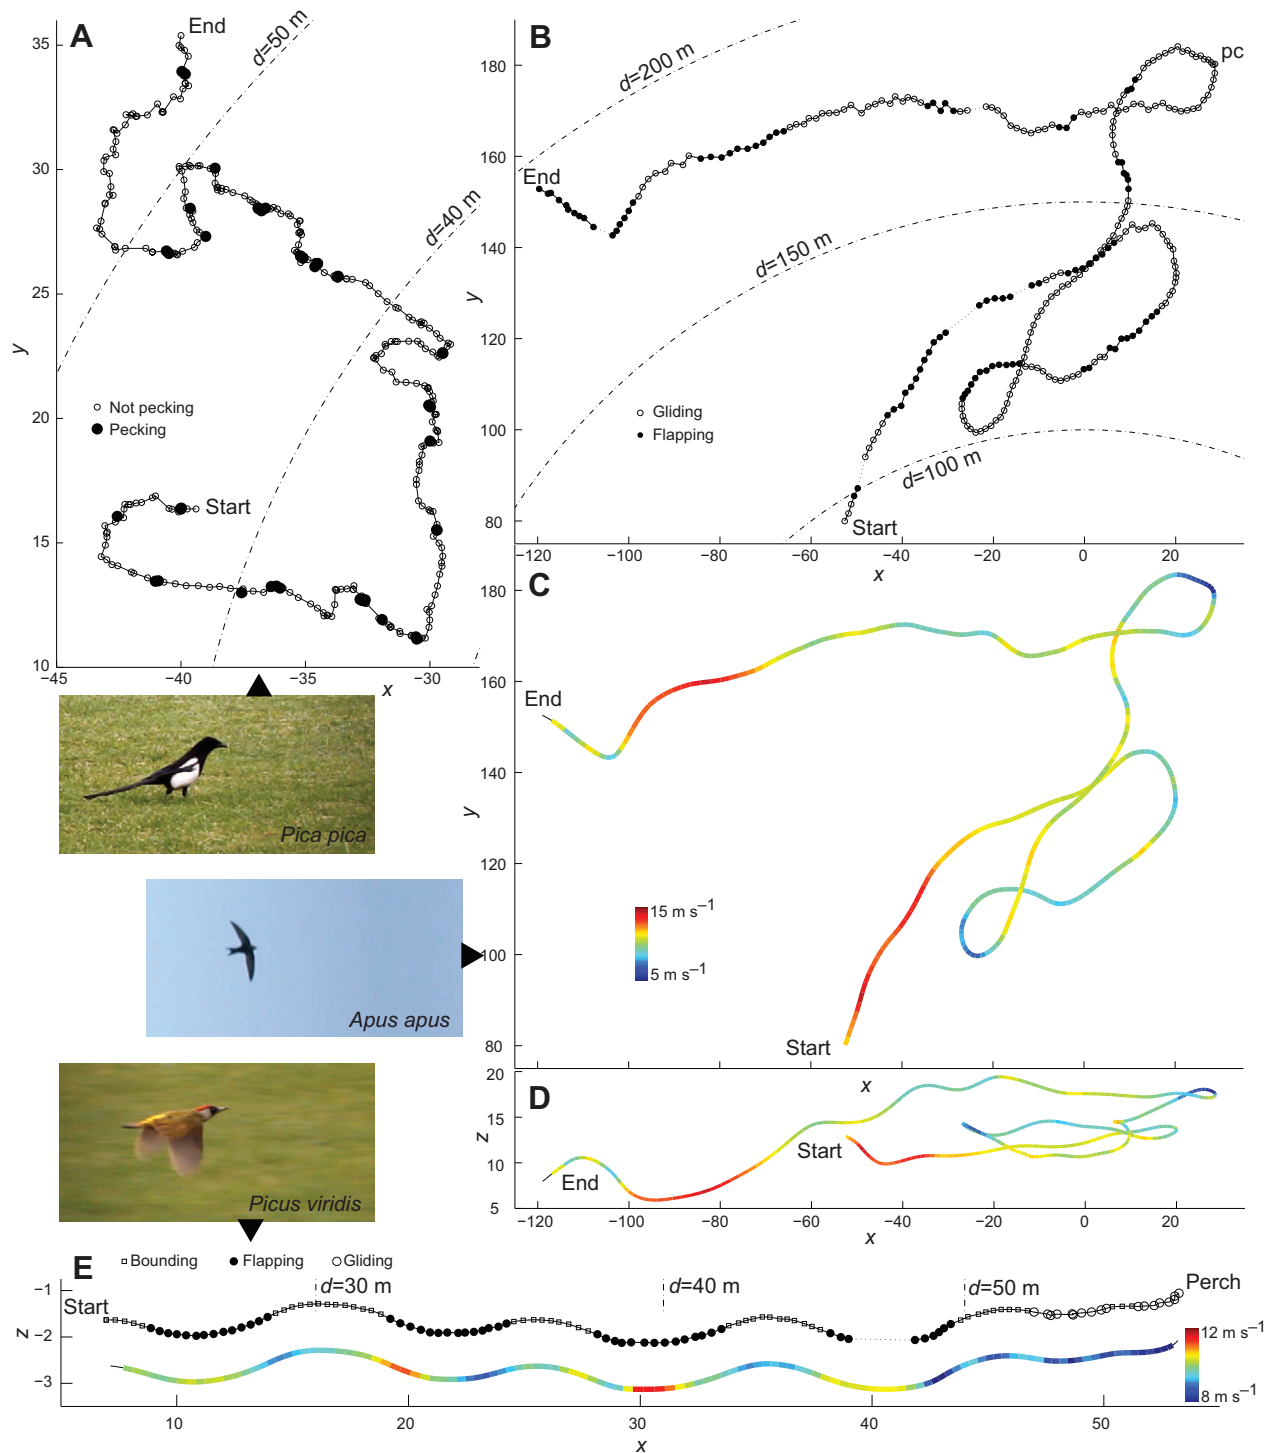 A
End
d=50 m
d=40 m
35
30
25
20
15
10
y
Not pecking
Pecking
Start
−45
−40
−35
−30
x
B
d=200 m
pc
End
d=150 m
d=100 m
180
160
140
120
100
80
y
Gliding
Flapping
Start
−120
−100
−80
−60
−40
−20
0
20
x
Pica pica
Apus apus
Picus viridis
C
180
160
140
120
100
80
y
End
15 m s−1
5 m s−1
Start
x
D
20
15
10
5
z
Start
End
−120
−100
−80
−60
−40
−20
0
20
x
E
Bounding
Flapping
Gliding
d=30 m
d=40 m
d=50 m
Perch
Start
−1
−2
−3
z
12 m s−1
8 m s−1
10
20
30
40
50
x